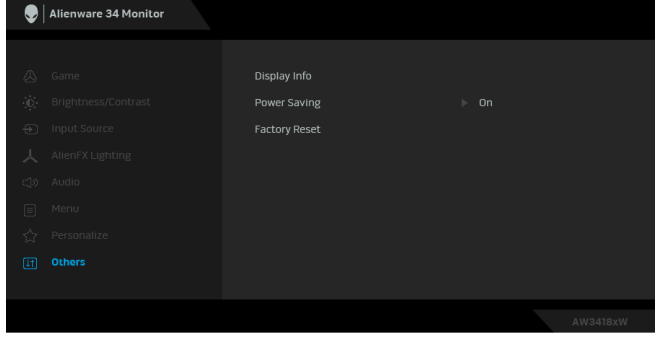 Alienware 34 Monitor
Game
Display Info
Brightness/Contrast
Power Saving
On
Input Source
Factory Reset
AlienFX Lighting
Audio
Menu
Personalize
Others
AW3418xW